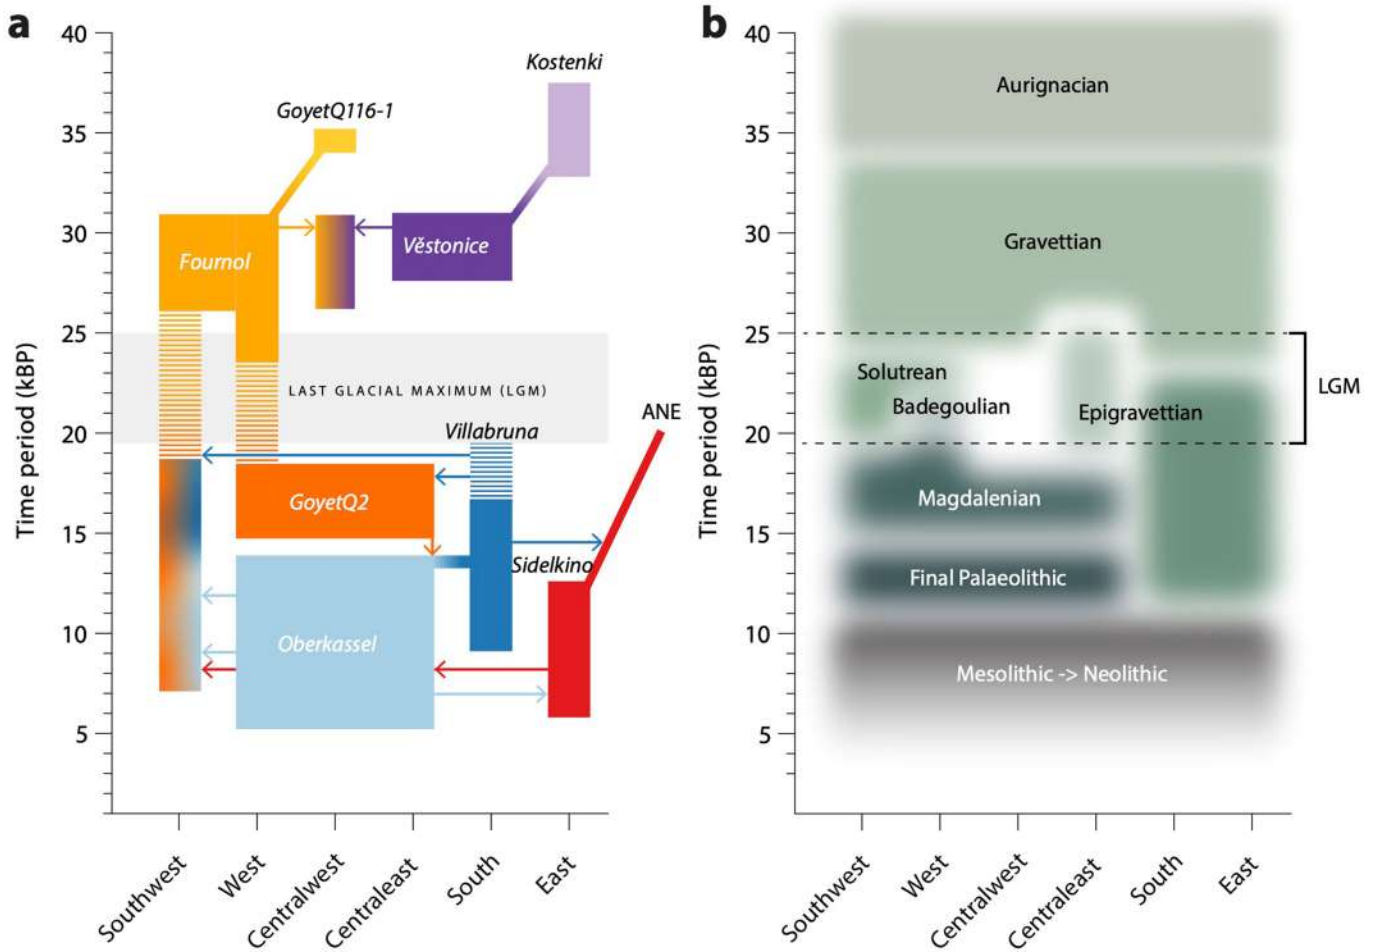 a
Time period (kBP)
40
35
30
25
20
15
10
5
Kostenki
GoyetQ116-1
Fournol
Věstonice
LAST GLACIAL MAXIMUM (LGM)
ANE
Villabruna
GoyetQ2
Sidelkino
Oberkassel
Southwest
West
Centralwest
Centraleast
South
East
b
Time period (kBP)
40
35
30
25
20
15
10
5
Aurignacian
Gravettian
Solutrean
LGM
Badegoulian
Epigravettian
Magdalenian
Final Palaeolithic
Mesolithic -> Neolithic
Southwest
West
Centralwest
Centraleast
South
East